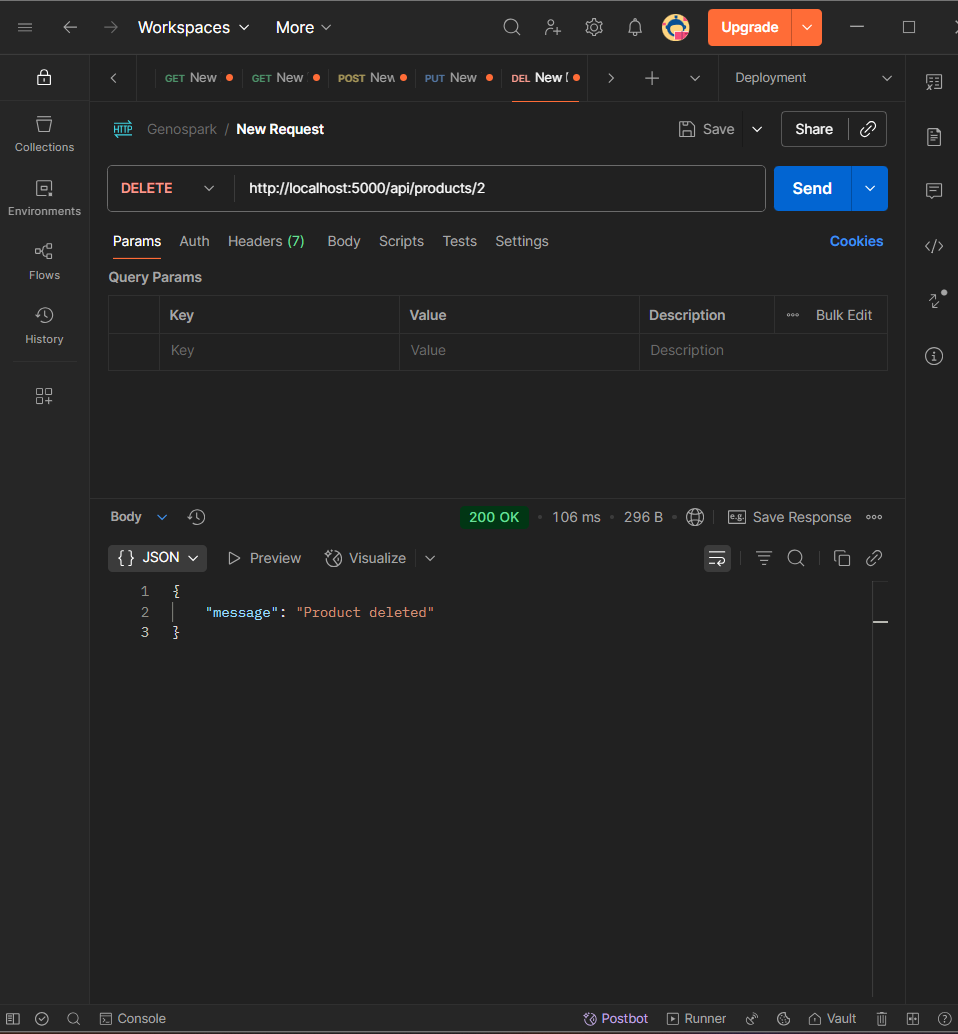 Workspaces More Upgrade
GET New GET New POST Nev PUT New DEL New Deployment
HTTP Genospark / New Request Save Share
Collections
Environments
Flows
History
DELETE http://localhost:5000/api/products/2 Send
Params Auth Headers (7) Body Scripts Tests Settings Cookies
Query Params
Key Value Description Bulk Edit
Key Value Description
Body 200 OK 106 ms 296 B e.g. Save Response
{} JSON Preview Visualize
1 {
2 "message": "Product deleted"
3 }
Console Postbot Runner Vault